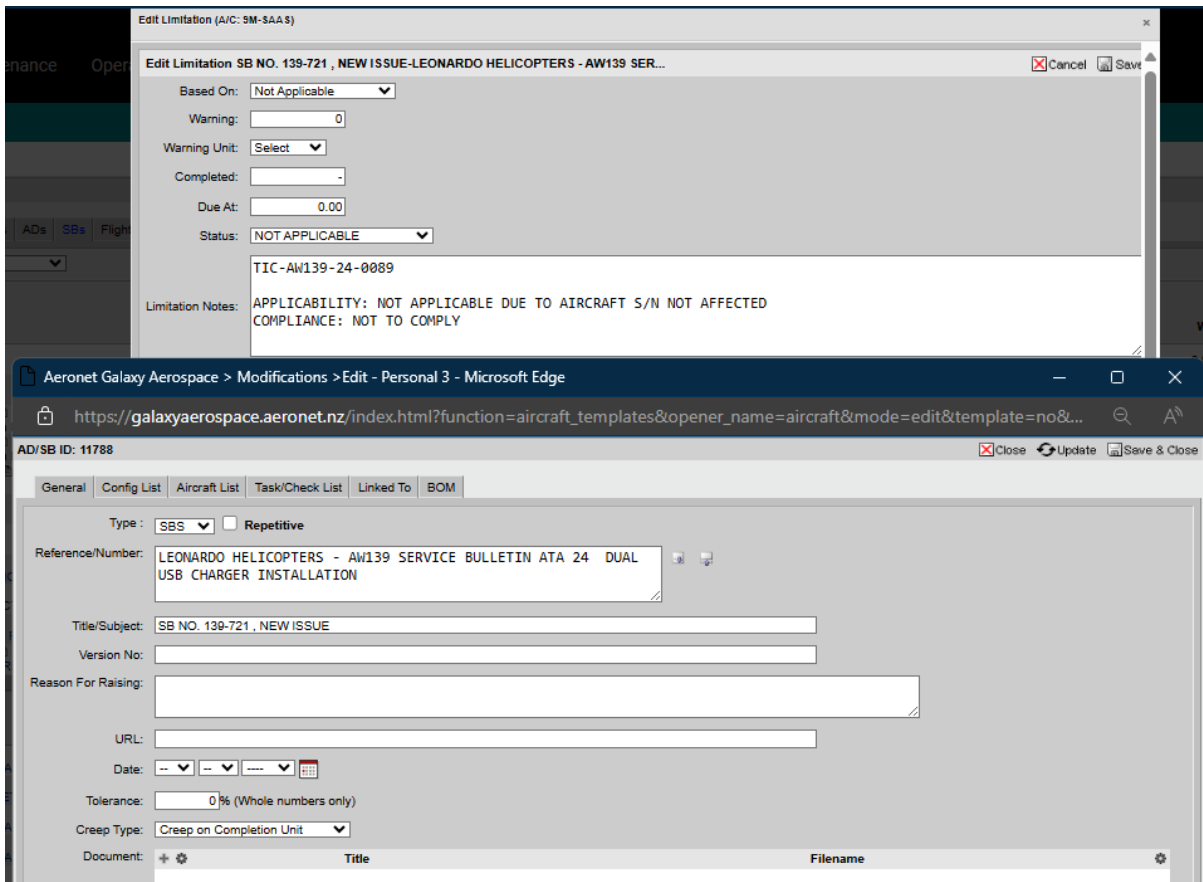 Edit Limitation (A/C: 9M-SAAS)
enance Oper
Edit Limitation SB NO. 139-721 , NEW ISSUE-LEONARDO HELICOPTERS - AW139 SER...
Cancel Save
Based On: Not Applicable
Warning: 0
Warning Unit: Select
Completed: -
Due At: 0.00
ADs SBs Flight
Status: NOT APPLICABLE
Limitation Notes:
TIC-AW139-24-0089
APPLICABILITY: NOT APPLICABLE DUE TO AIRCRAFT S/N NOT AFFECTED
COMPLIANCE: NOT TO COMPLY
Aeronet Galaxy Aerospace > Modifications >Edit - Personal 3 - Microsoft Edge
https://galaxyaerospace.aeronet.nz/index.html?function=aircraft_templates&opener_name=aircraft&mode=edit&template=no&...
AD/SB ID: 11788
Close Update Save & Close
General Config List Aircraft List Task/Check List Linked To BOM
Type : SBS Repetitive
Reference/Number: LEONARDO HELICOPTERS - AW139 SERVICE BULLETIN ATA 24  DUAL
USB CHARGER INSTALLATION
Title/Subject: SB NO. 139-721 , NEW ISSUE
Version No:
Reason For Raising:
URL:
Date: -- -- ----
Tolerance: 0 % (Whole numbers only)
Creep Type: Creep on Completion Unit
Document: Title Filename